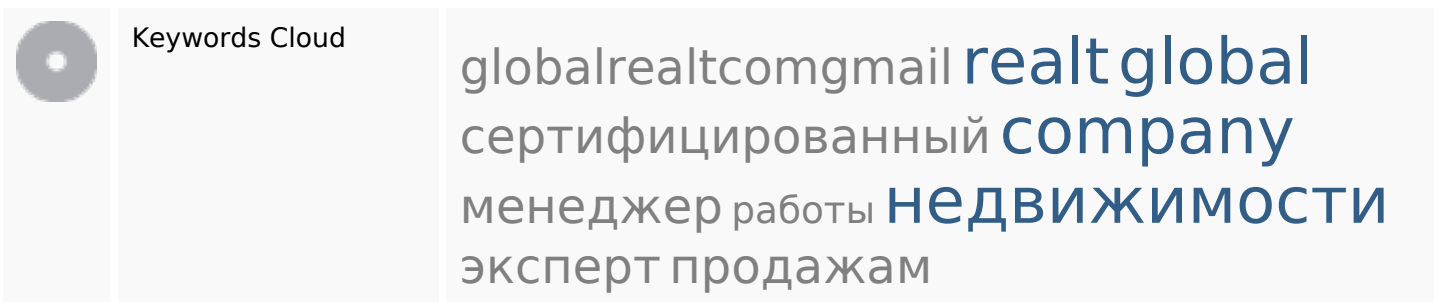 Keywords Cloud
globalrealtcomgmail realt global
сертифицированный company
менеджер работы недвижимости
эксперт продажам